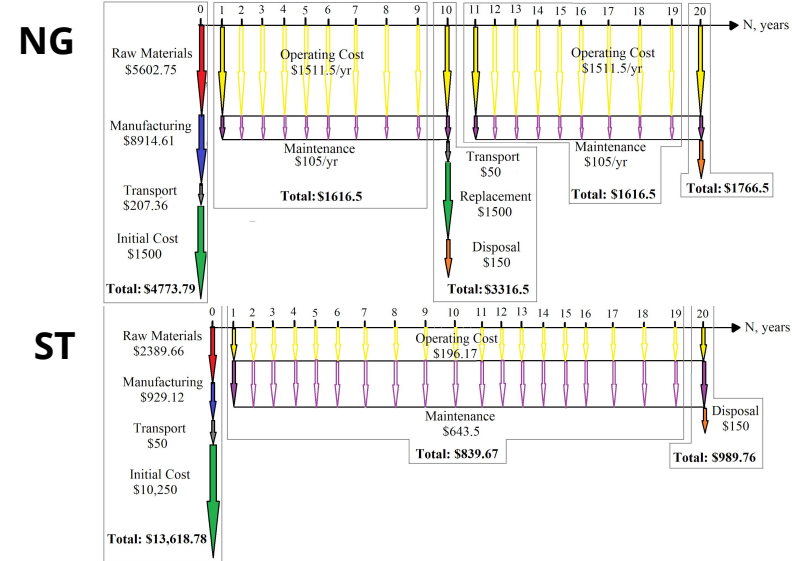 NG
0 1 2 3 4 5 6 7 8 9 10 11 12 13 14 15 16 17 18 19 20 N, years
Raw Materials
$5602.75
Manufacturing
$8914.61
Transport
$207.36
Initial Cost
$1500
Total: $4773.79
Operating Cost
$1511.5/yr
Maintenance
$105/yr
Total: $1616.5
Transport
$50
Replacement
$1500
Disposal
$150
Total: $3316.5
Operating Cost
$1511.5/yr
Maintenance
$105/yr
Total: $1616.5
Total: $1766.5
ST
0 1 2 3 4 5 6 7 8 9 10 11 12 13 14 15 16 17 18 19 20 N, years
Raw Materials
$2389.66
Manufacturing
$929.12
Transport
$50
Initial Cost
$10,250
Total: $13,618.78
Operating Cost
$196.17
Maintenance
$643.5
Total: $839.67
Disposal
$150
Total: $989.76